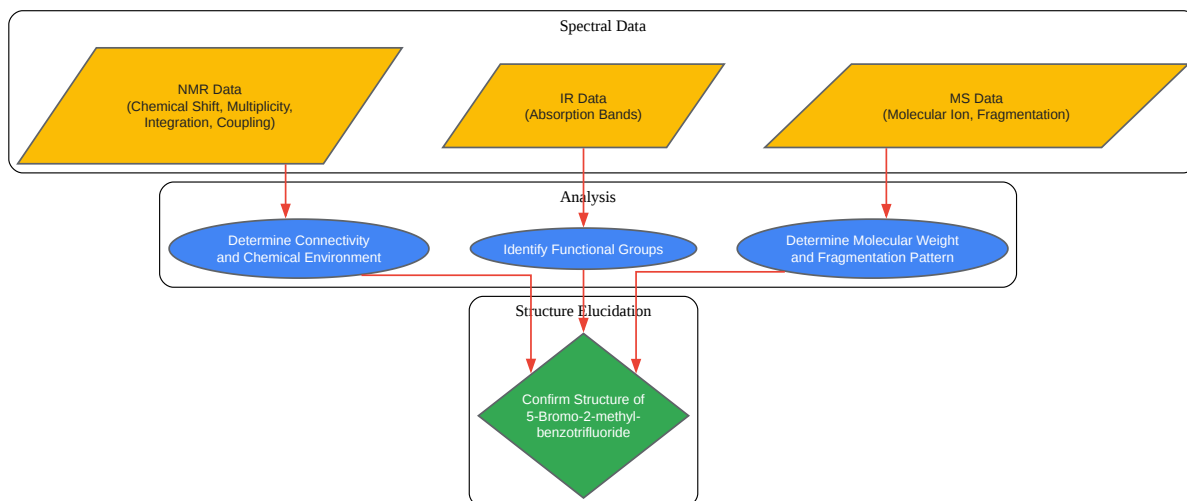 Spectral Data
NMR Data
(Chemical Shift, Multiplicity,
Integration, Coupling)
IR Data
(Absorption Bands)
MS Data
(Molecular Ion, Fragmentation)
Analysis
Determine Connectivity
and Chemical Environment
Identify Functional Groups
Determine Molecular Weight
and Fragmentation Pattern
Structure Elucidation
Confirm Structure of
5-Bromo-2-methyl-
benzotrifluoride